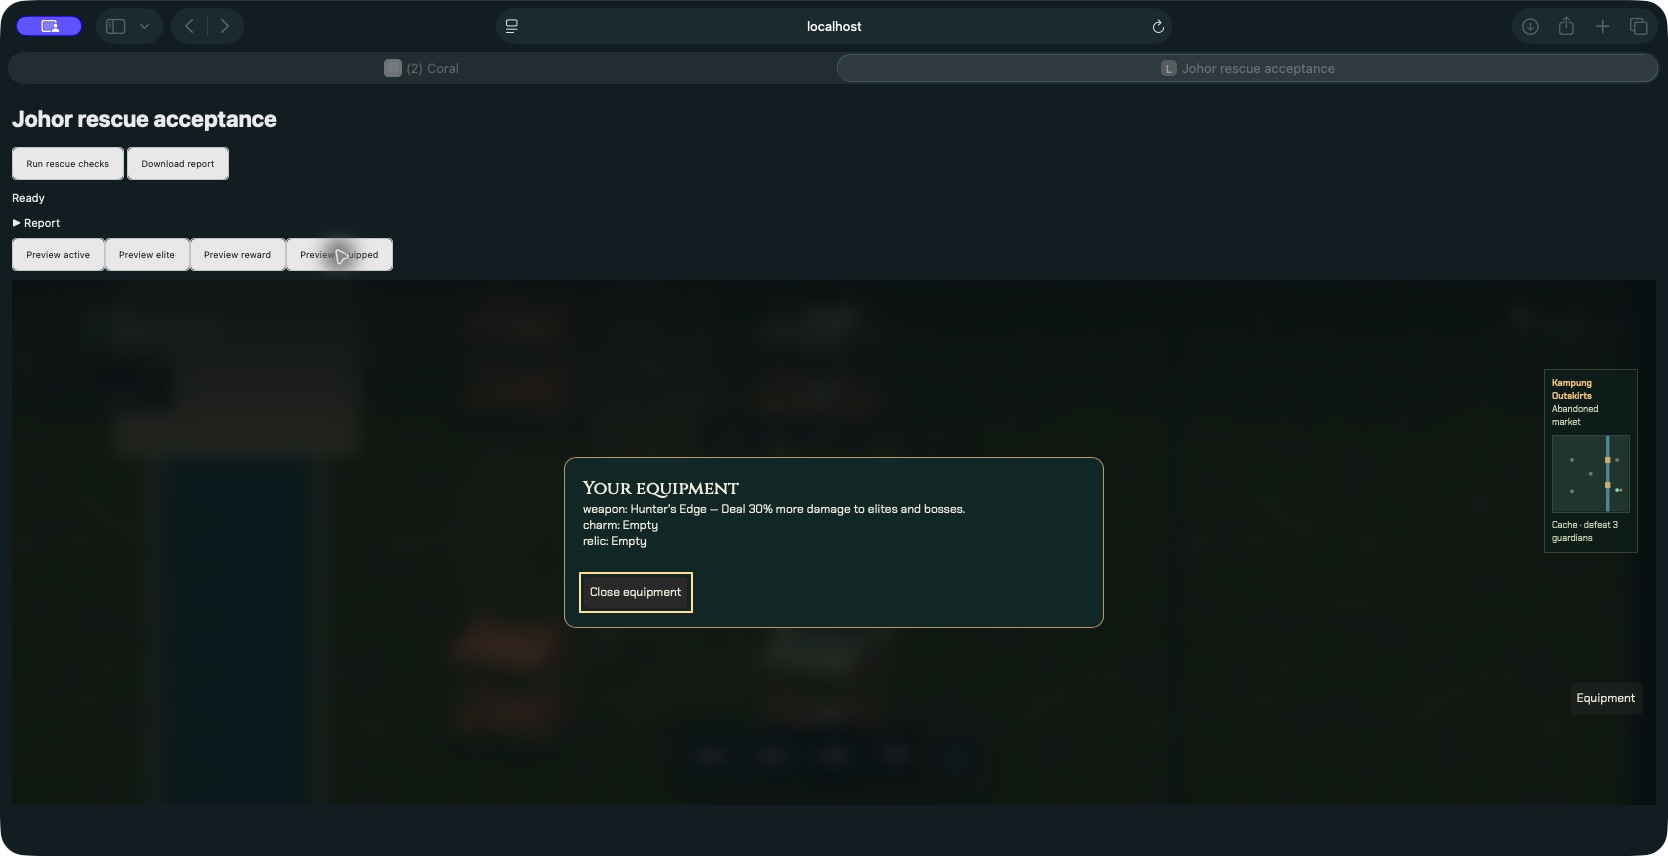 localhost
(2) Coral
L Johor rescue acceptance
Johor rescue acceptance
Run rescue checks
Download report
Ready
Report
Preview active
Preview elite
Preview reward
Preview
Kampung
Outskirts
Abandoned
market
Your equipment
weapon: Hunter's Edge — Deal 30% more damage to elites and bosses.
charm: Empty
relic: Empty
Cache · defeat 3
guardians
Close equipment
Equipment